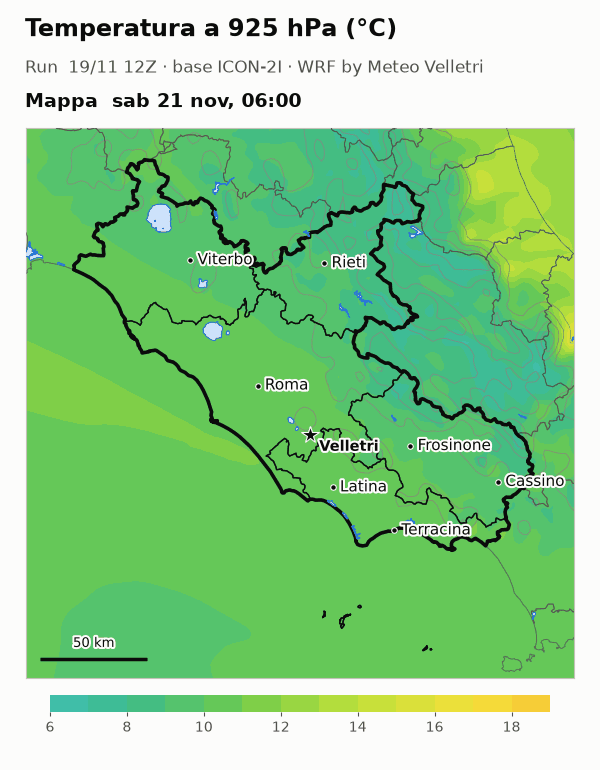 Temperatura a 925 hPa (°C)
Run  19/11 12Z · base ICON-2I · WRF by Meteo Velletri
Mappa  sab 21 nov, 06:00
Viterbo
Rieti
Roma
Velletri
Frosinone
Latina
Cassino
Terracina
50 km
6 8 10 12 14 16 18